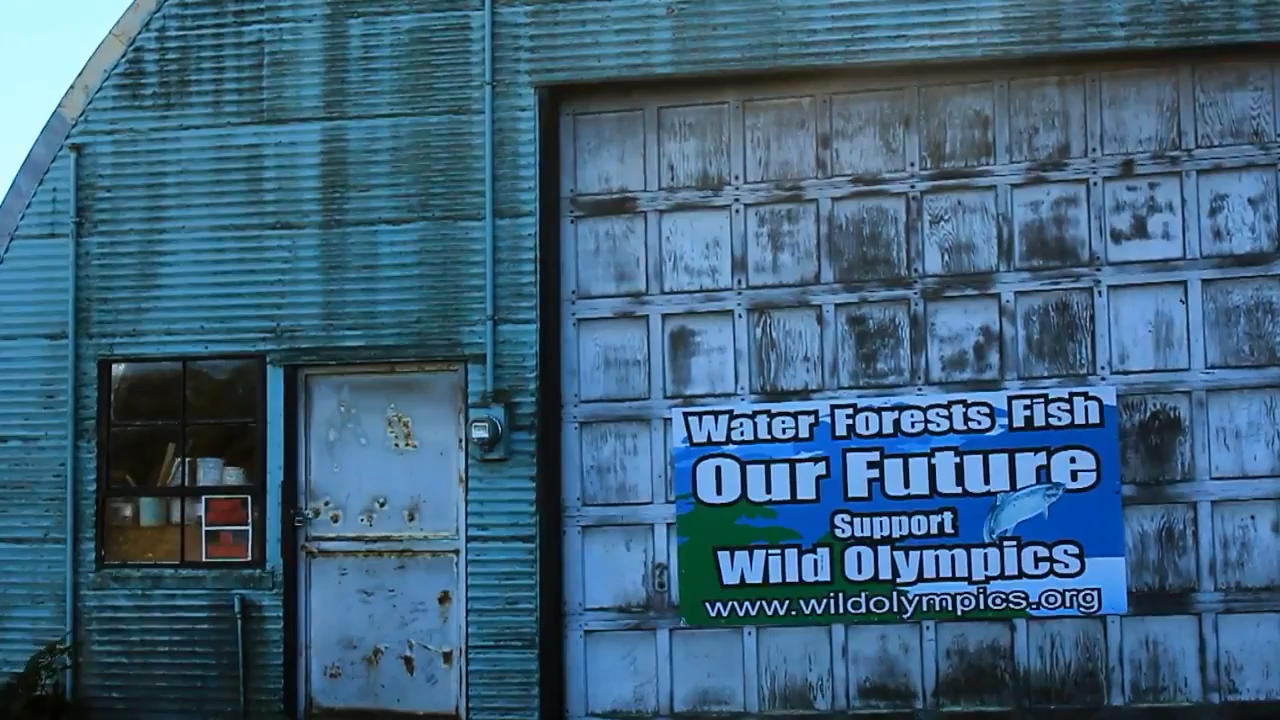 Water Forests Fish
Our Future
Support
Wild Olympics
www.wildolympics.org